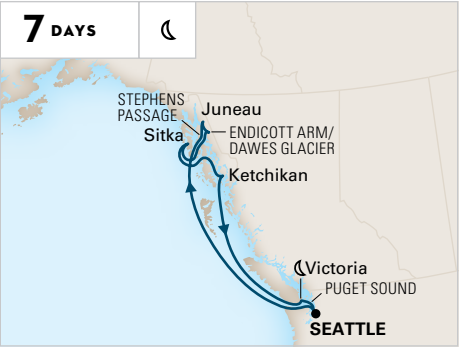 7 DAYS
STEPHENS
PASSAGE
Juneau
Sitka
ENDICOTT ARM/
DAWES GLACIER
Ketchikan
Victoria
PUGET SOUND
SEATTLE